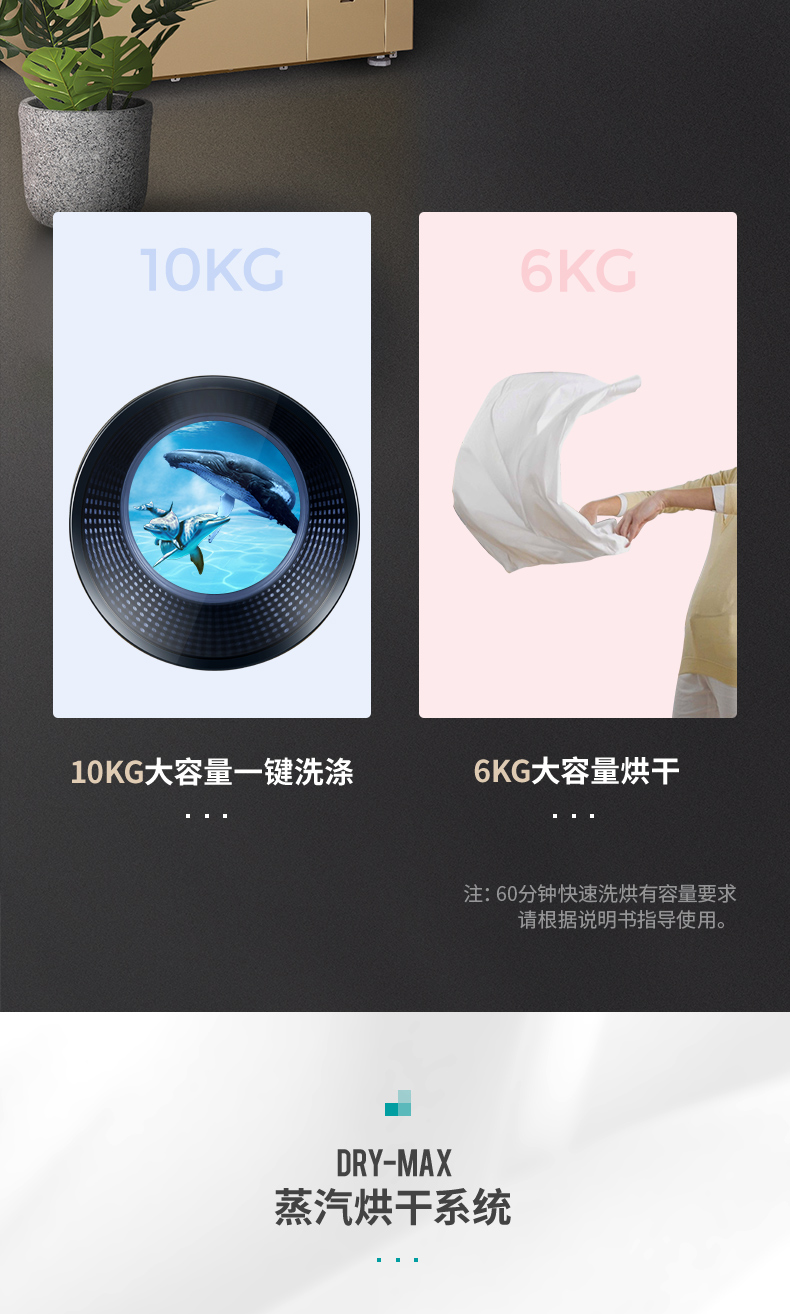 10KG
6KG
10KG大容量一键洗涤
6KG大容量烘干
注: 60分钟快速洗烘有容量要求
请根据说明书指导使用。
DRY-MAX
蒸汽烘干系统